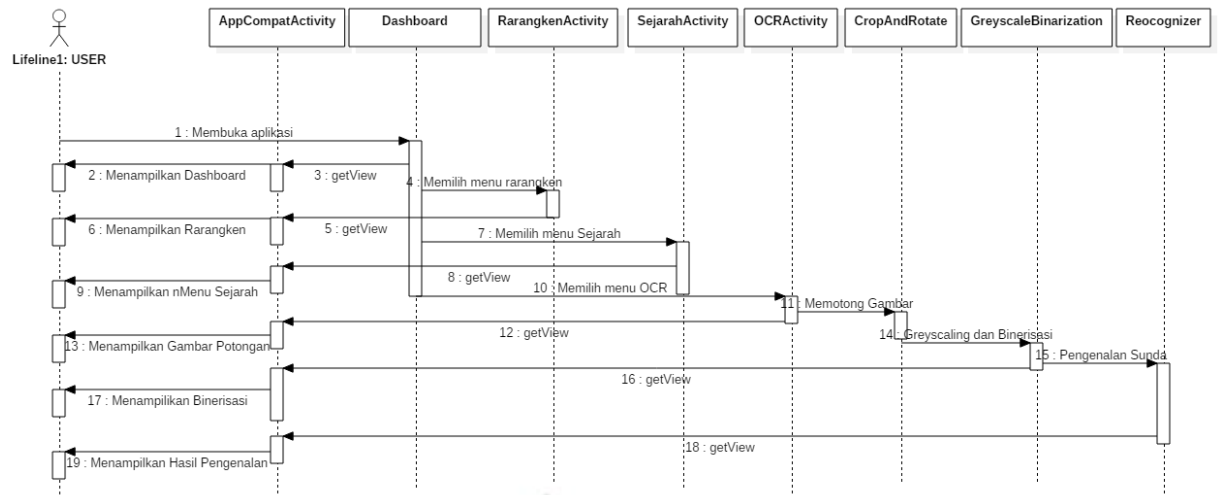 AppCompatActivity
Dashboard
RarangkenActivity
SejarahActivity
OCRActivity
CropAndRotate
GreyscaleBinarization
Reocognizer
Lifeline1: USER
1 : Membuka aplikasi
2 : Menampilkan Dashboard
3 : getView
4 : Memilih menu rarangken
5 : getView
6 : Menampilkan Rarangken
7 : Memilih menu Sejarah
8 : getView
9 : Menampilkan nMenu Sejarah
10 : Memilih menu OCR
11 : Memotong Gambar
12 : getView
13 : Menampilkan Gambar Potongan
14 : Greyscaling dan Binerisasi
15 : Pengenalan Sunda
16 : getView
17 : Menampilikan Binerisasi
18 : getView
19 : Menampilkan Hasil Pengenalan